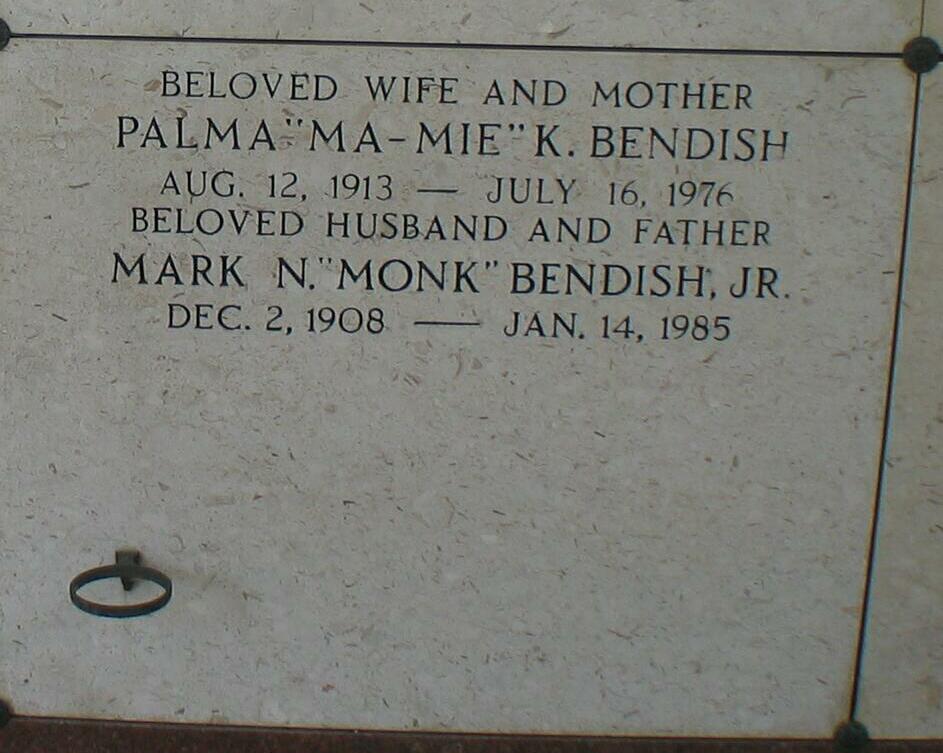 BELOVED WIFE AND MOTHER
PALMA "MA-MIE" K. BENDISH
AUG. 12, 1913 — JULY 16, 1976
BELOVED HUSBAND AND FATHER
MARK N. "MONK" BENDISH, JR.
DEC. 2, 1908 — JAN. 14, 1985